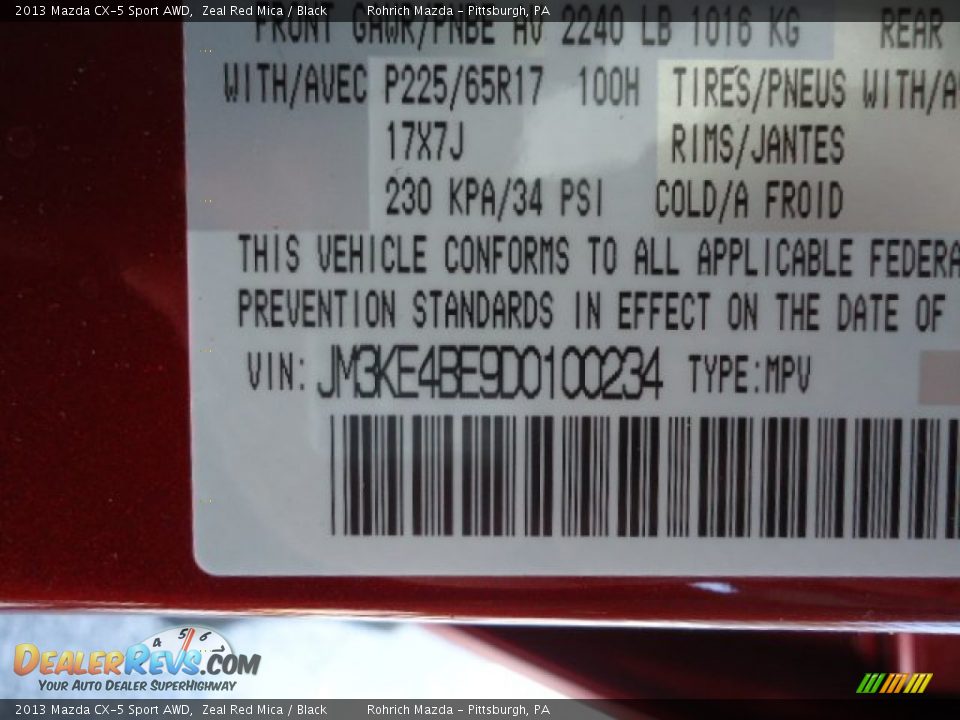 2013 Mazda CX-5 Sport AWD, Zeal Red Mica / Black Rohrich Mazda - Pittsburgh, PA
FRONT GAWR/PNBE AV 2240 LB 1016 KG REAR
WITH/AVEC P225/65R17 100H TIRES/PNEUS WITH/AV
17X7J RIMS/JANTES
230 KPA/34 PSI COLD/A FROID
THIS VEHICLE CONFORMS TO ALL APPLICABLE FEDERA
PREVENTION STANDARDS IN EFFECT ON THE DATE OF
VIN: JM3KE4BE9D0100234 TYPE:MPV
4 5 6
DEALERREVS.COM
YOUR AUTO DEALER SUPERHIGHWAY
2013 Mazda CX-5 Sport AWD, Zeal Red Mica / Black Rohrich Mazda - Pittsburgh, PA